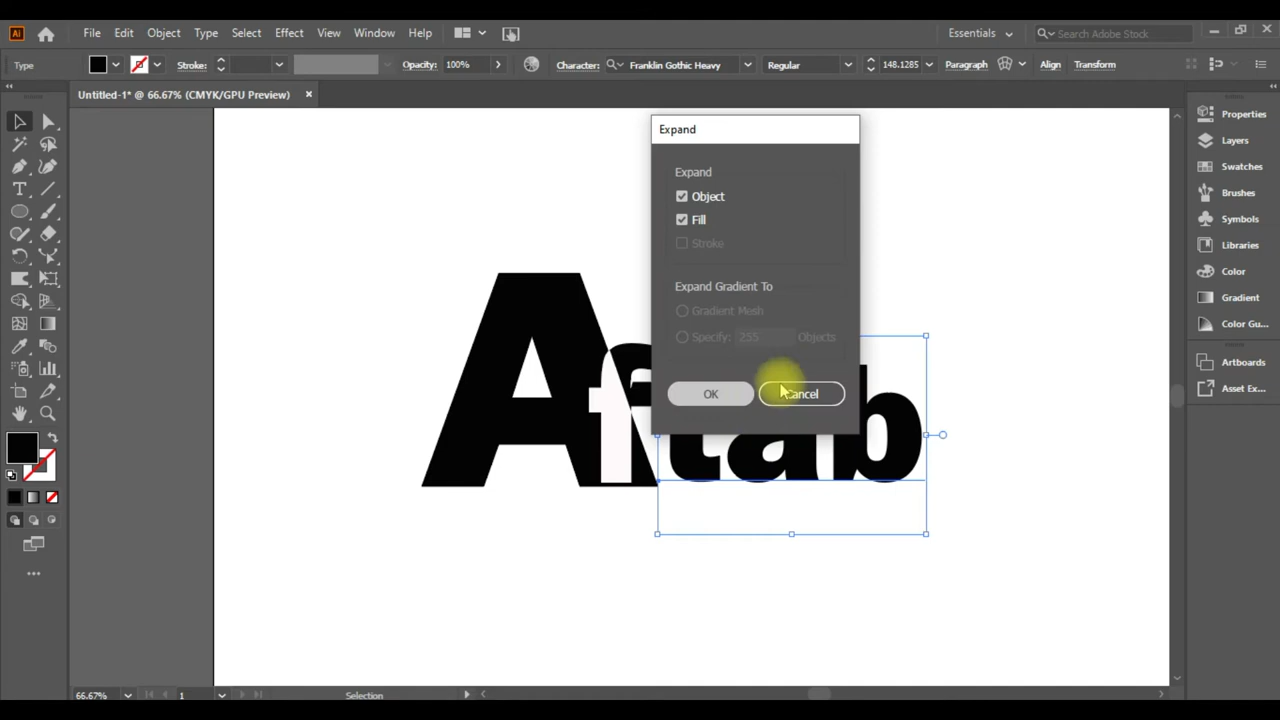 Ai File Edit Object Type Select Effect View Window Help Essentials Search Adobe Stock
Type Stroke: Opacity: 100% Character: Franklin Gothic Heavy Regular 148.1285 Paragraph Align Transform
Untitled-1* @ 66.67% (CMYK/GPU Preview)
Expand
Expand
Object
Fill
Stroke
Expand Gradient To
Gradient Mesh
Specify: 255 Objects
OK Cancel
Aftab
Properties
Layers
Swatches
Brushes
Symbols
Libraries
Color
Gradient
Color Gu...
Artboards
Asset Ex...
66.67% 1 Selection